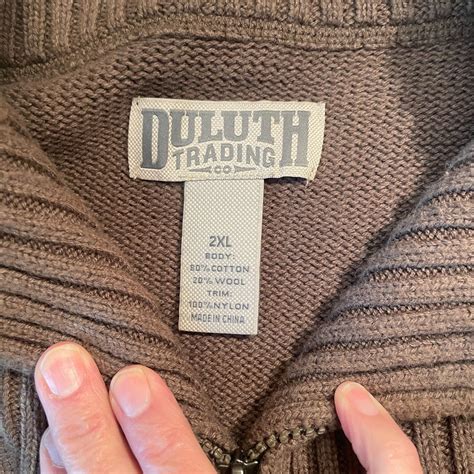 DULUTH
TRADING
CO
2XL
BODY:
80% COTTON
20% WOOL
TRIM:
100% NYLON
MADE IN CHINA